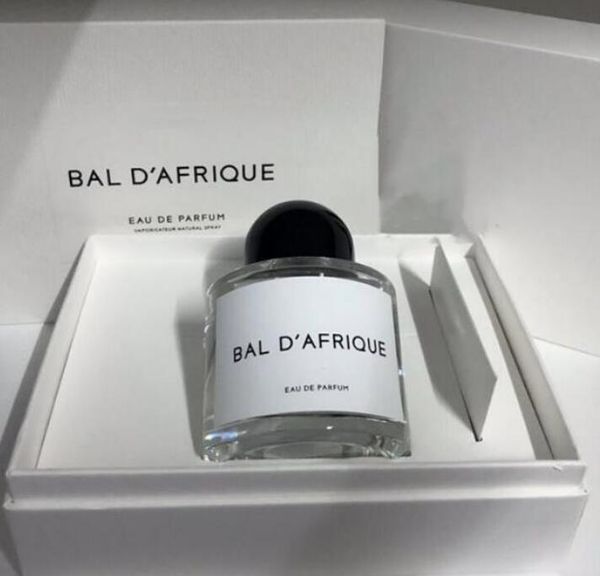 BAL D'AFRIQUE
EAU DE PARFUM
VAPORISATEUR NATURAL SPRAY
BAL D'AFRIQUE
EAU DE PARFUM